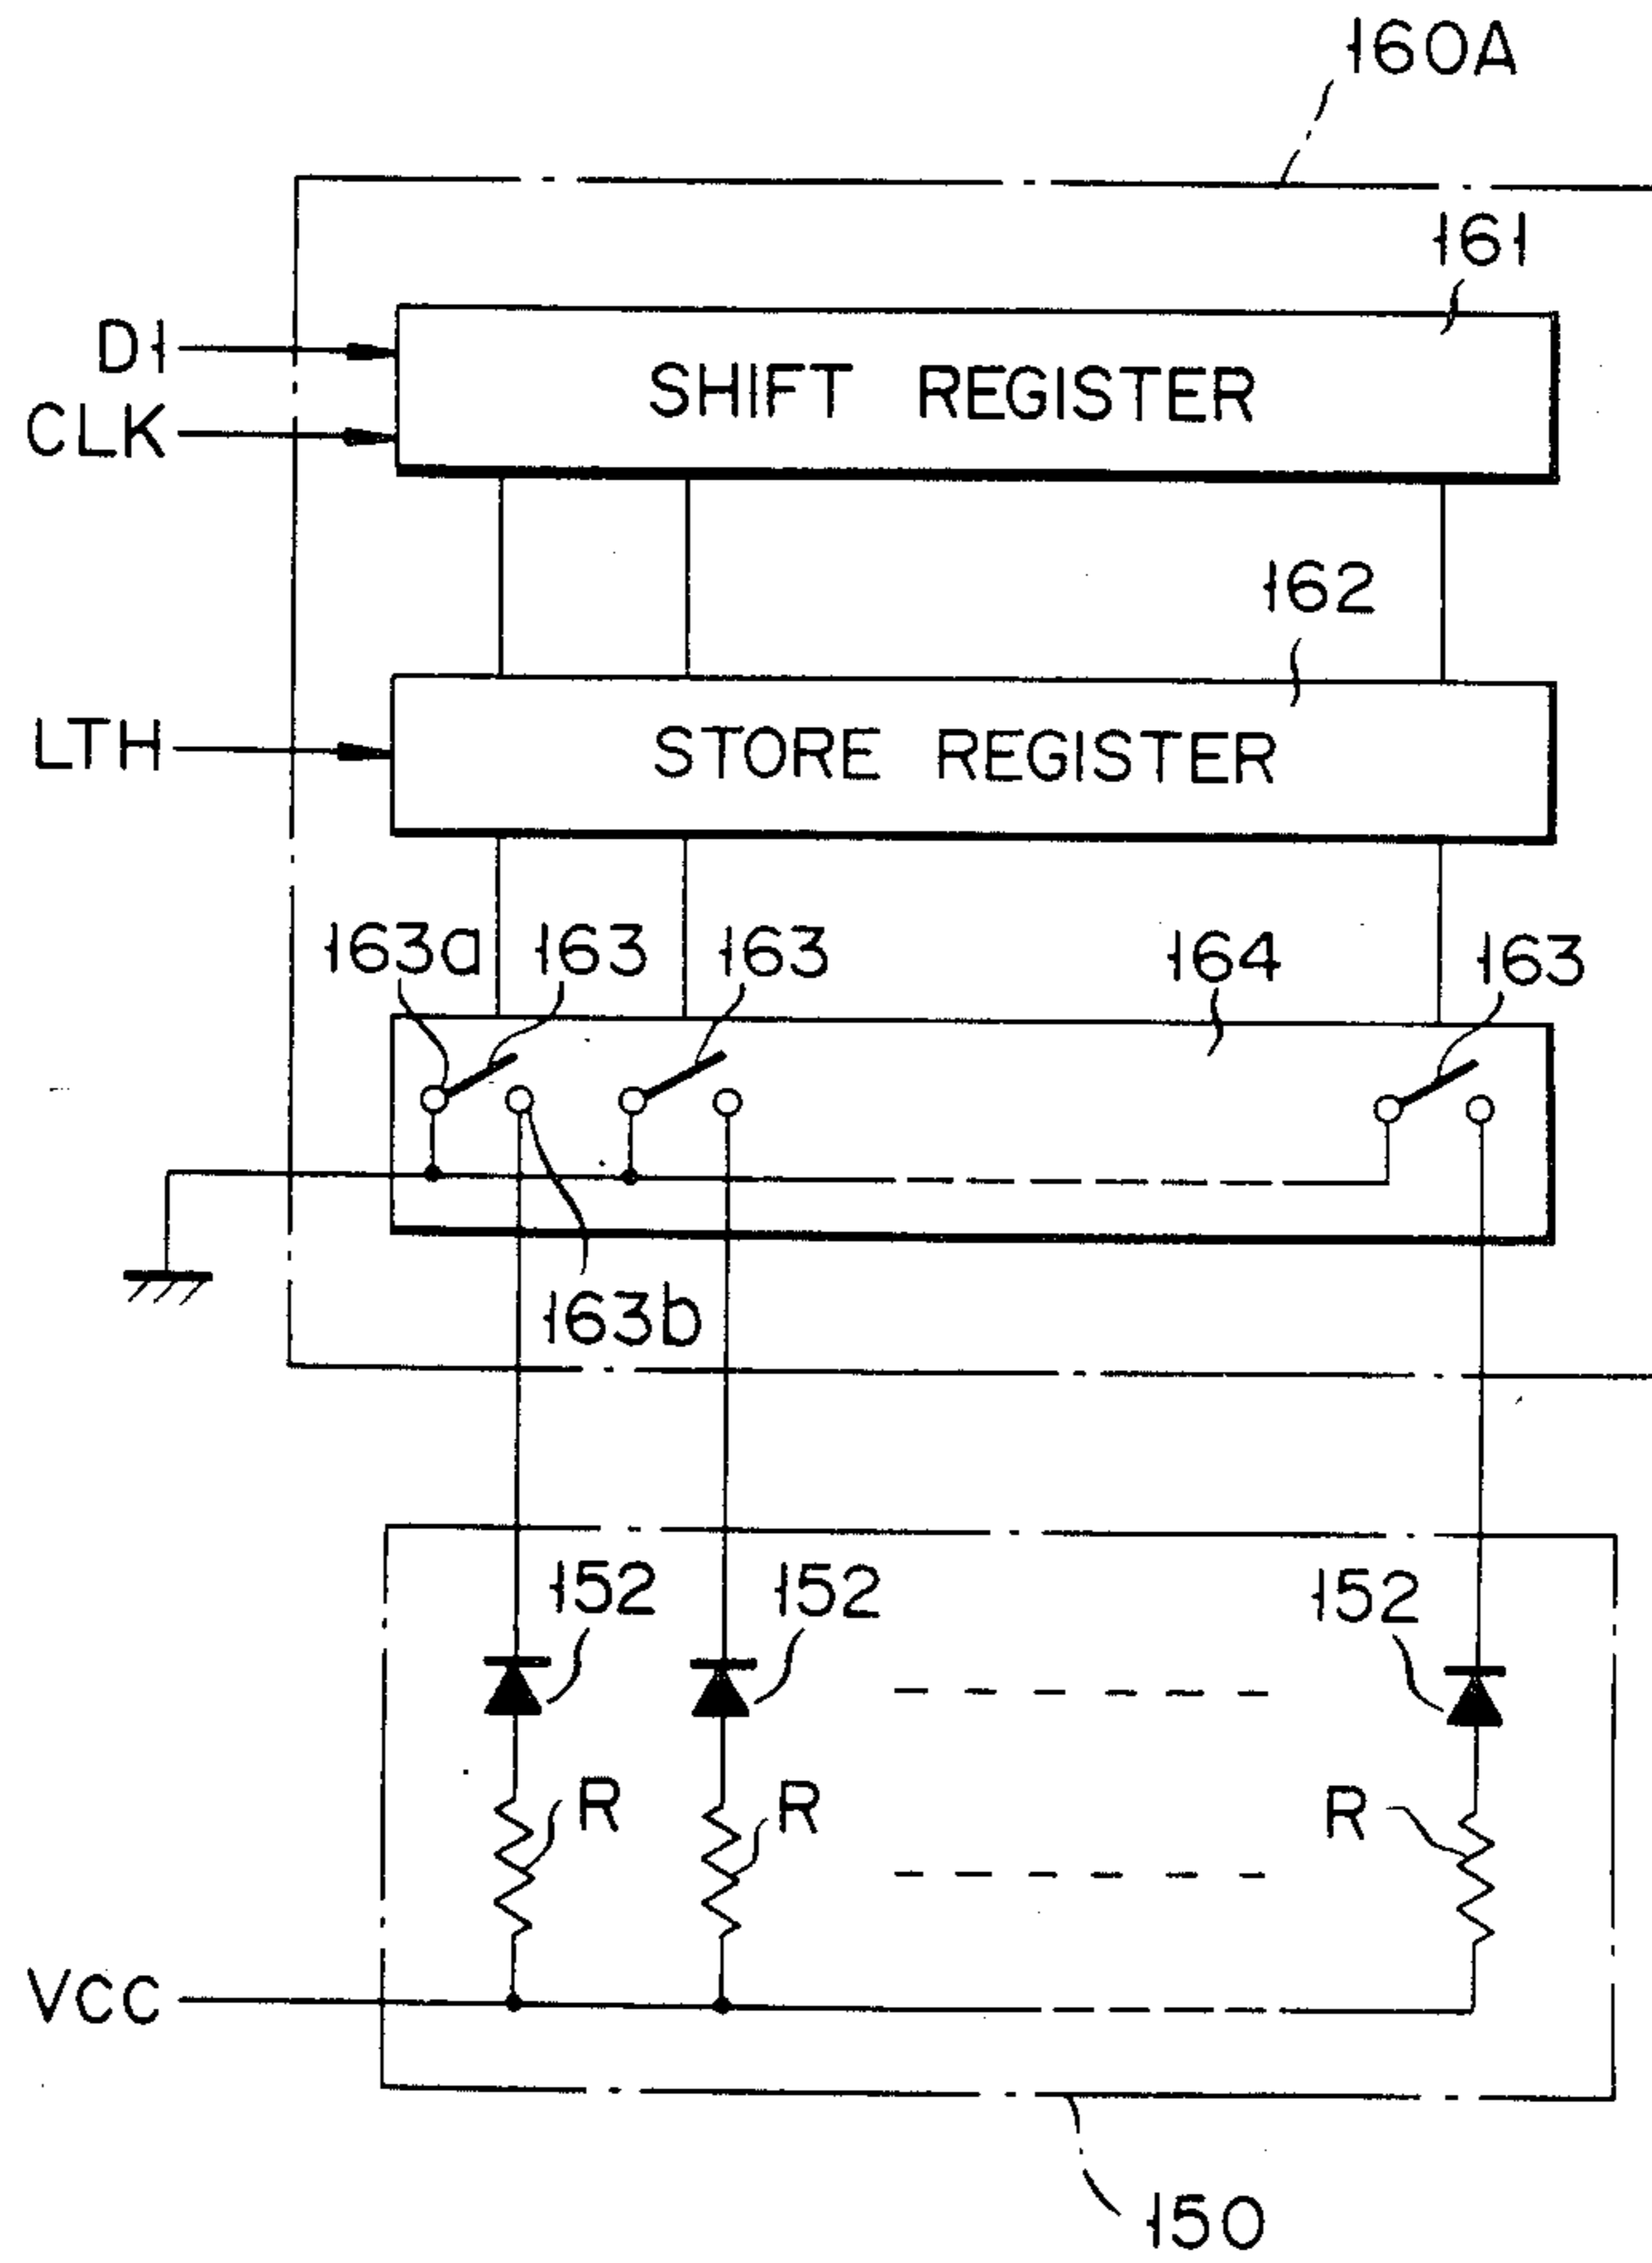 160A
161
DI
SHIFT REGISTER
CLK
162
LTH
STORE REGISTER
163a
163
163
164
163
163b
152
152
152
R
R
R
VCC
150